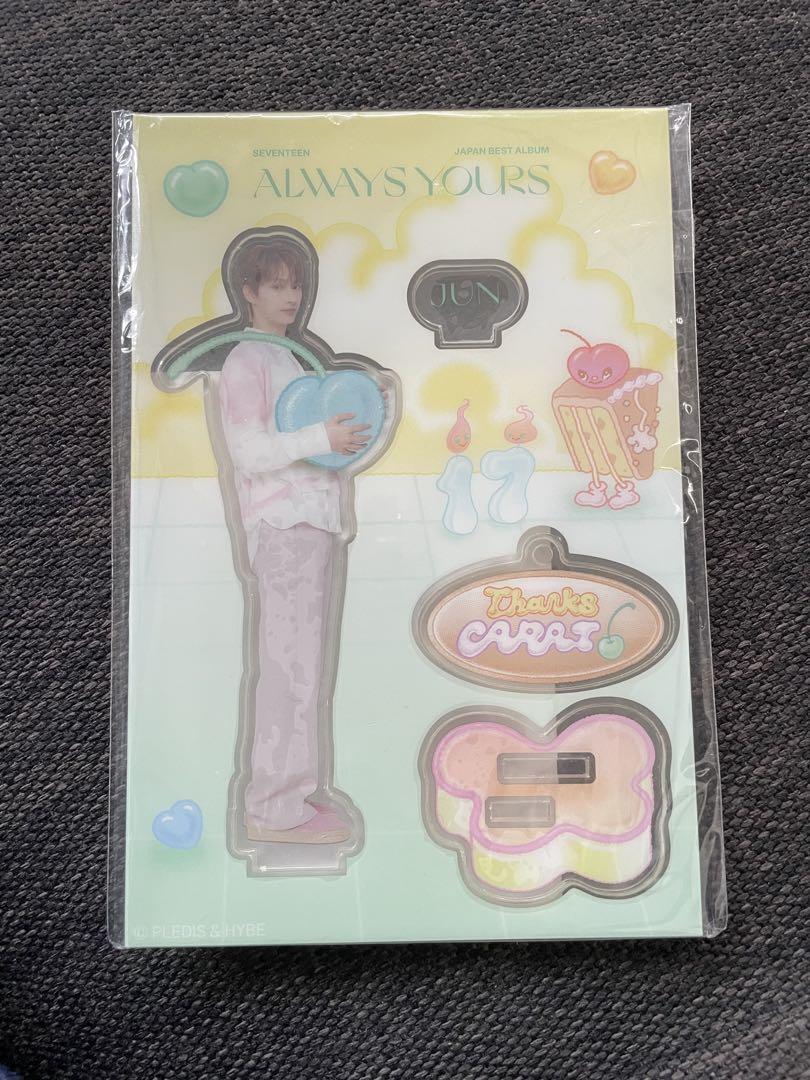 SEVENTEEN JAPAN BEST ALBUM
ALWAYS YOURS
JUN
17
Thanks
CARAT
© PLEDIS & HYBE